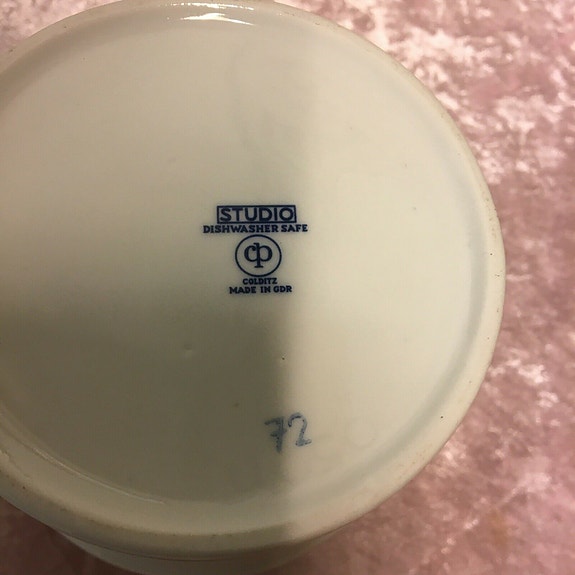 STUDIO
DISHWASHER SAFE
cp
COLDITZ
MADE IN GDR
72